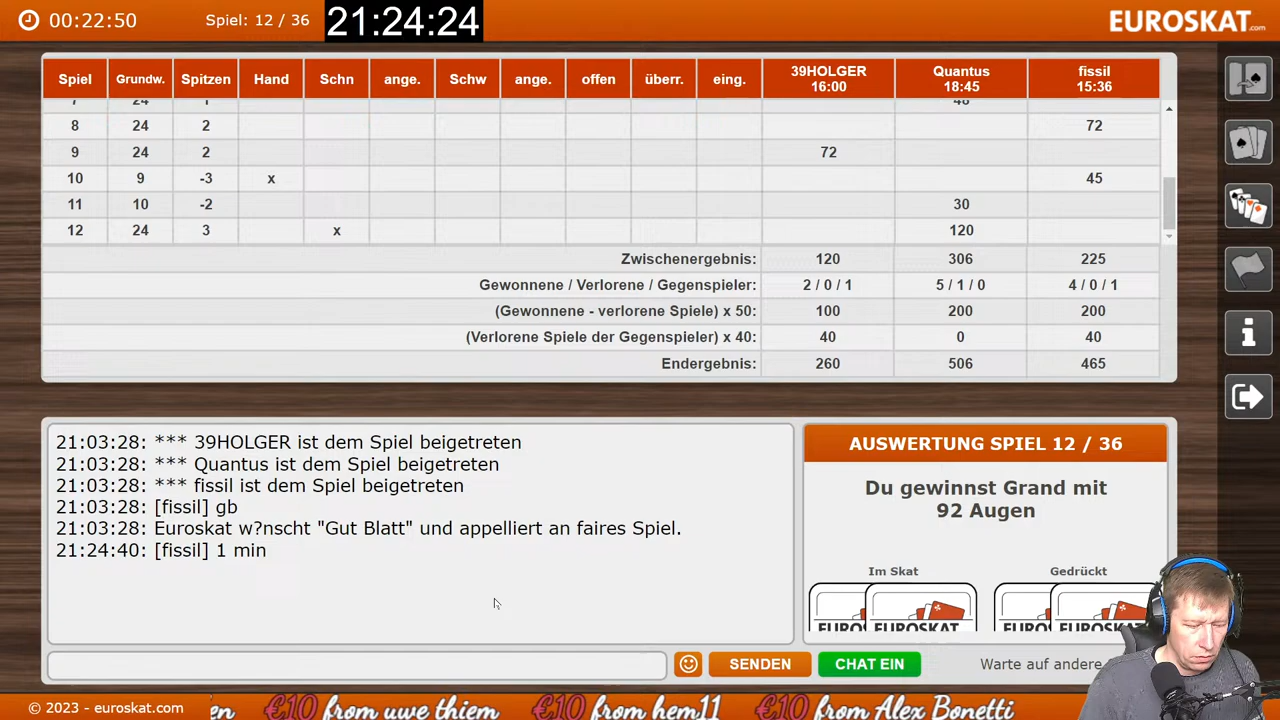 00:22:50
Spiel: 12 / 36
21:24:24
EUROSKAT.com
Spiel Grundw. Spitzen Hand Schn ange. Schw ange. offen überr. eing. 39HOLGER 16:00 Quantus 18:45 fissil 15:36
7 24 1 48
8 24 2 72
9 24 2 72
10 9 -3 x 45
11 10 -2 30
12 24 3 x 120
Zwischenergebnis: 120 306 225
Gewonnene / Verlorene / Gegenspieler: 2 / 0 / 1 5 / 1 / 0 4 / 0 / 1
(Gewonnene - verlorene Spiele) x 50: 100 200 200
(Verlorene Spiele der Gegenspieler) x 40: 40 0 40
Endergebnis: 260 506 465
21:03:28: *** 39HOLGER ist dem Spiel beigetreten
21:03:28: *** Quantus ist dem Spiel beigetreten
21:03:28: *** fissil ist dem Spiel beigetreten
21:03:28: [fissil] gb
21:03:28: Euroskat w?nscht "Gut Blatt" und appelliert an faires Spiel.
21:24:40: [fissil] 1 min
AUSWERTUNG SPIEL 12 / 36
Du gewinnst Grand mit
92 Augen
Im Skat
Gedrückt
EUROSKAT
SENDEN
CHAT EIN
Warte auf andere
© 2023 - euroskat.com
€10 from uwe thiem €10 from hem11 €10 from Alex Bonetti